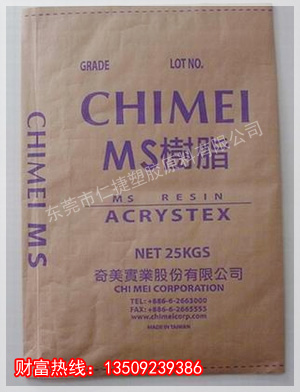 GRADE LOT NO.
CHIMEI
MS樹脂
MS RESIN
ACRYSTEX
NET 25KGS
奇美實業股份有限公司
CHI MEI CORPORATION
TEL:+886-6-2663000
FAX:+886-6-2665555
www.chimeicorp.com
MADE IN TAIWAN
CHIMEI MS
东莞市仁捷塑胶原料有限公司
财富热线：13509239386